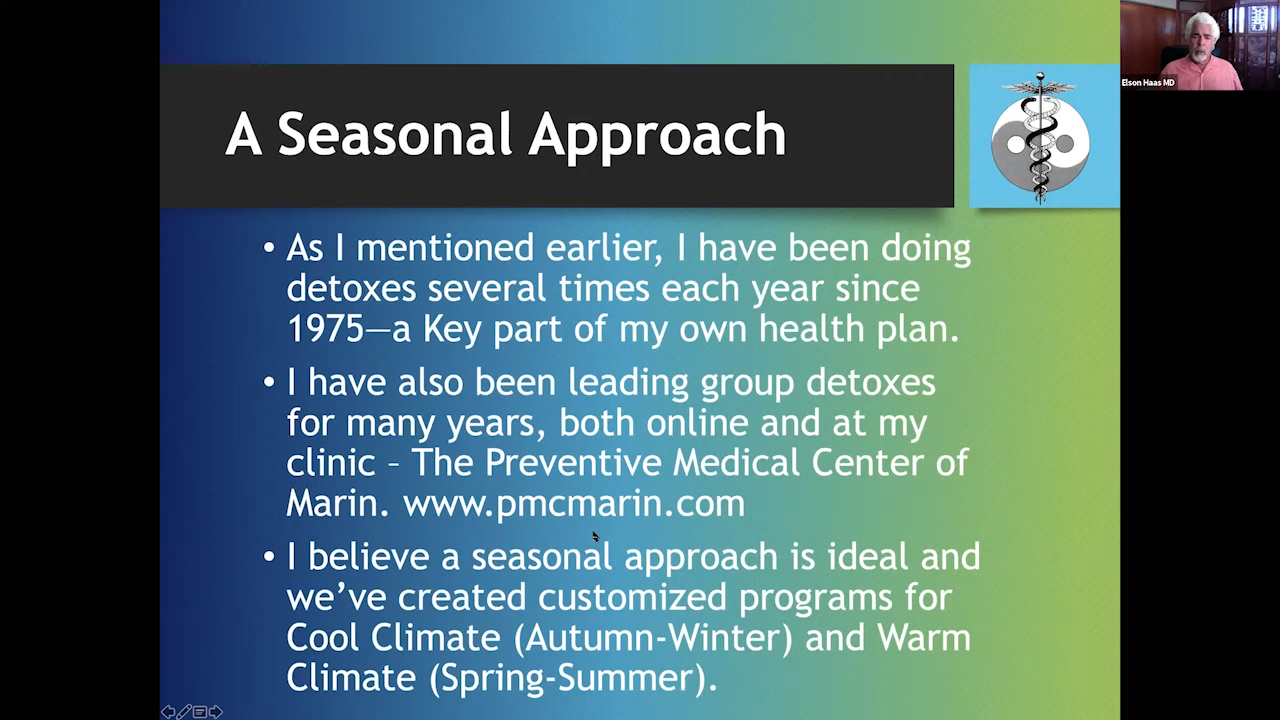 A Seasonal Approach
• As I mentioned earlier, I have been doing
detoxes several times each year since
1975—a Key part of my own health plan.
• I have also been leading group detoxes
for many years, both online and at my
clinic – The Preventive Medical Center of
Marin. www.pmcmarin.com
• I believe a seasonal approach is ideal and
we’ve created customized programs for
Cool Climate (Autumn-Winter) and Warm
Climate (Spring-Summer).
Elson Haas MD